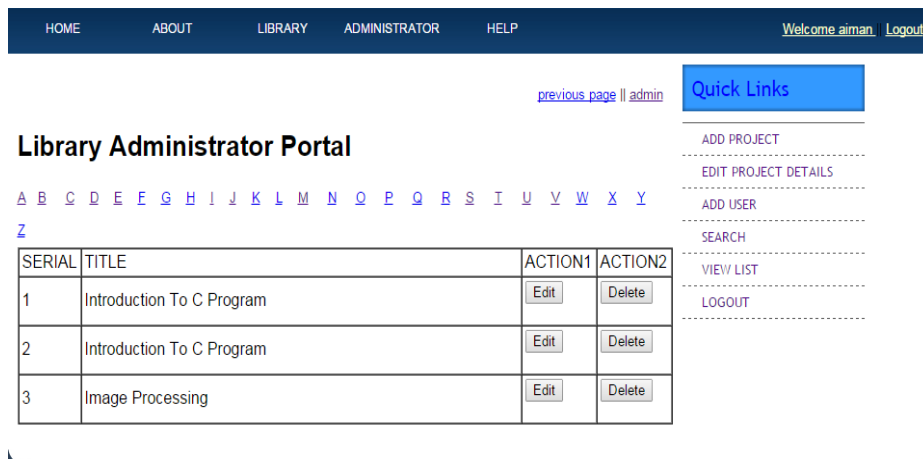 HOME ABOUT LIBRARY ADMINISTRATOR HELP Welcome aiman || Logout
previous page || admin
Library Administrator Portal
A B C D E F G H I J K L M N O P Q R S T U V W X Y
Z
SERIAL TITLE ACTION1 ACTION2
1 Introduction To C Program Edit Delete
2 Introduction To C Program Edit Delete
3 Image Processing Edit Delete
Quick Links
ADD PROJECT
EDIT PROJECT DETAILS
ADD USER
SEARCH
VIEW LIST
LOGOUT